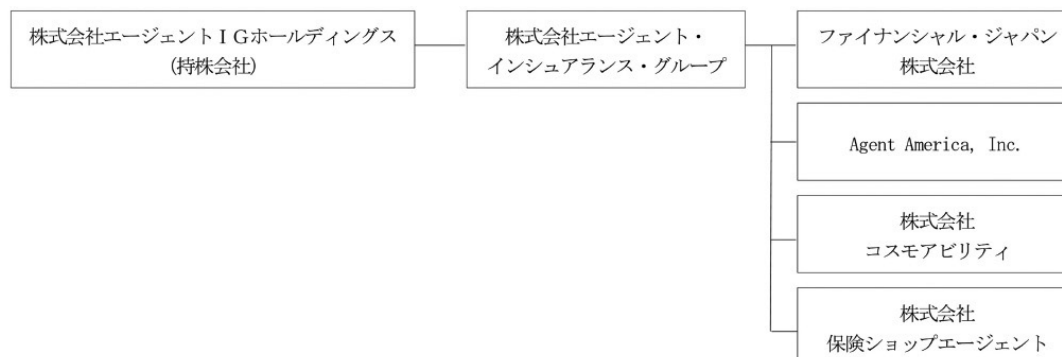 株式会社エージェントＩＧホールディングス
(持株会社)
株式会社エージェント・
インシュアランス・グループ
ファイナンシャル・ジャパン
株式会社
Agent America, Inc.
株式会社
コスモアビリティ
株式会社
保険ショップエージェント